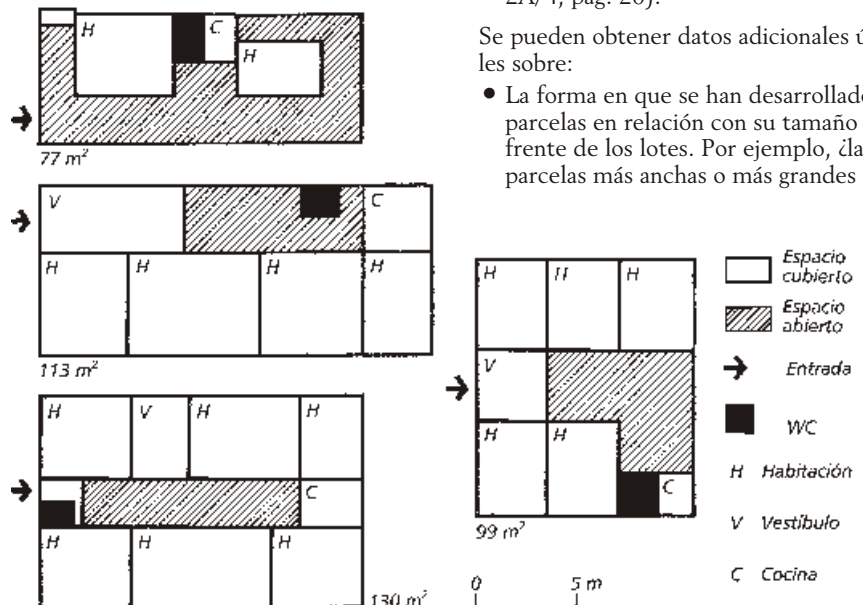 2A/4, pág. 20).
Se pueden obtener datos adicionales ú
les sobre:
• La forma en que se han desarrollado
parcelas en relación con su tamaño
frente de los lotes. Por ejemplo, ¿la
parcelas más anchas o más grandes
H C
H
77 m²
V C
H H H H
113 m²
H V H H
C
H H H
130 m²
H H H
V
H H
C
99 m²
0 5 m
Espacio
cubierto
Espacio
abierto
Entrada
WC
H Habitación
V Vestíbulo
C Cocina